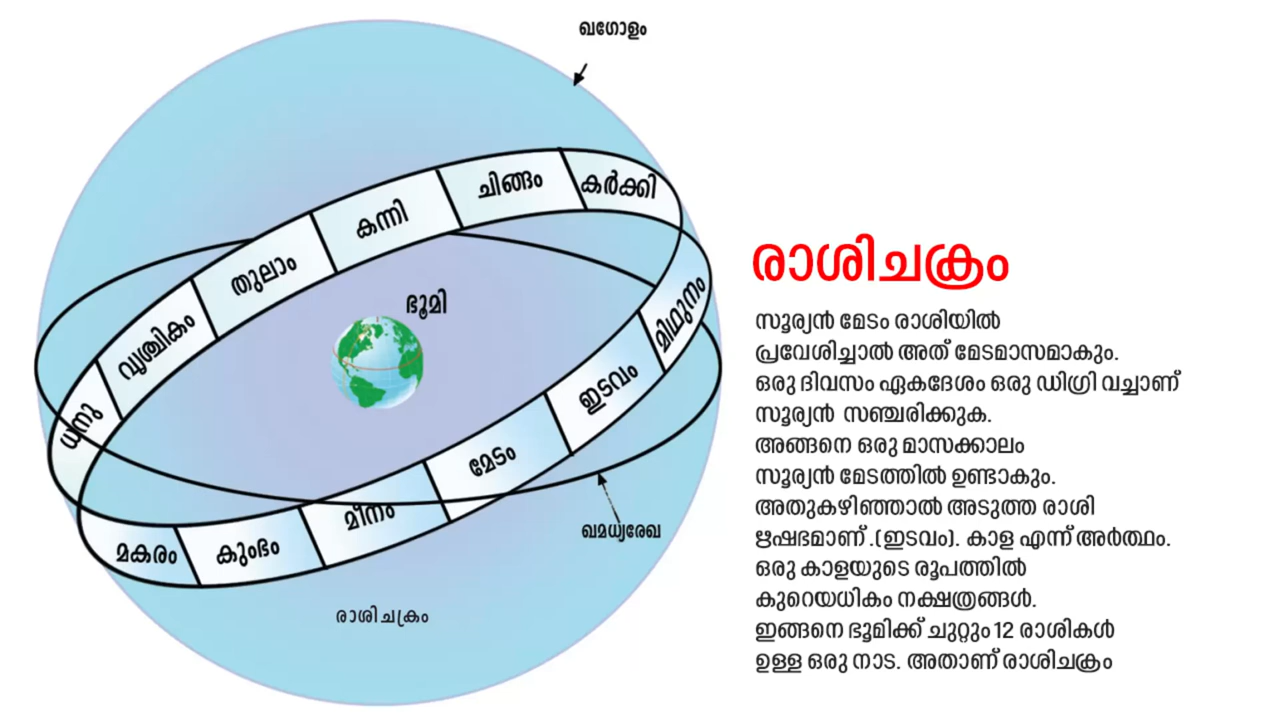 ഖഗോളം
കർക്കി
ചിങ്ങം
കന്നി
തുലാം
വൃശ്ചികം
ധനു
ഭൂമി
മിഥുനം
ഇടവം
മേടം
മീനം
കുംഭം
മകരം
ഖമധ്യരേഖ
രാശിചക്രം
രാശിചക്രം
സൂര്യൻ മേടം രാശിയിൽ
പ്രവേശിച്ചാൽ അത് മേടമാസമാകും.
ഒരു ദിവസം ഏകദേശം ഒരു ഡിഗ്രി വച്ചാണ്
സൂര്യൻ സഞ്ചരിക്കുക.
അങ്ങനെ ഒരു മാസക്കാലം
സൂര്യൻ മേടത്തിൽ ഉണ്ടാകും.
അതുകഴിഞ്ഞാൽ അടുത്ത രാശി
ഋഷഭമാണ് .(ഇടവം). കാള എന്ന് അർത്ഥം.
ഒരു കാളയുടെ രൂപത്തിൽ
കുറെയധികം നക്ഷത്രങ്ങൾ.
ഇങ്ങനെ ഭൂമിക്ക് ചുറ്റും 12 രാശികൾ
ഉള്ള ഒരു നാട. അതാണ് രാശിചക്രം